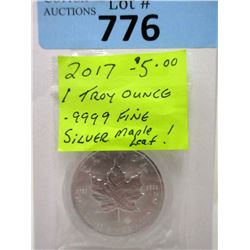 AUCTIONS
Lot #
776
2017 - $5.00
1 TROY OUNCE
.9999 FINE
SILVER maple
Leaf!